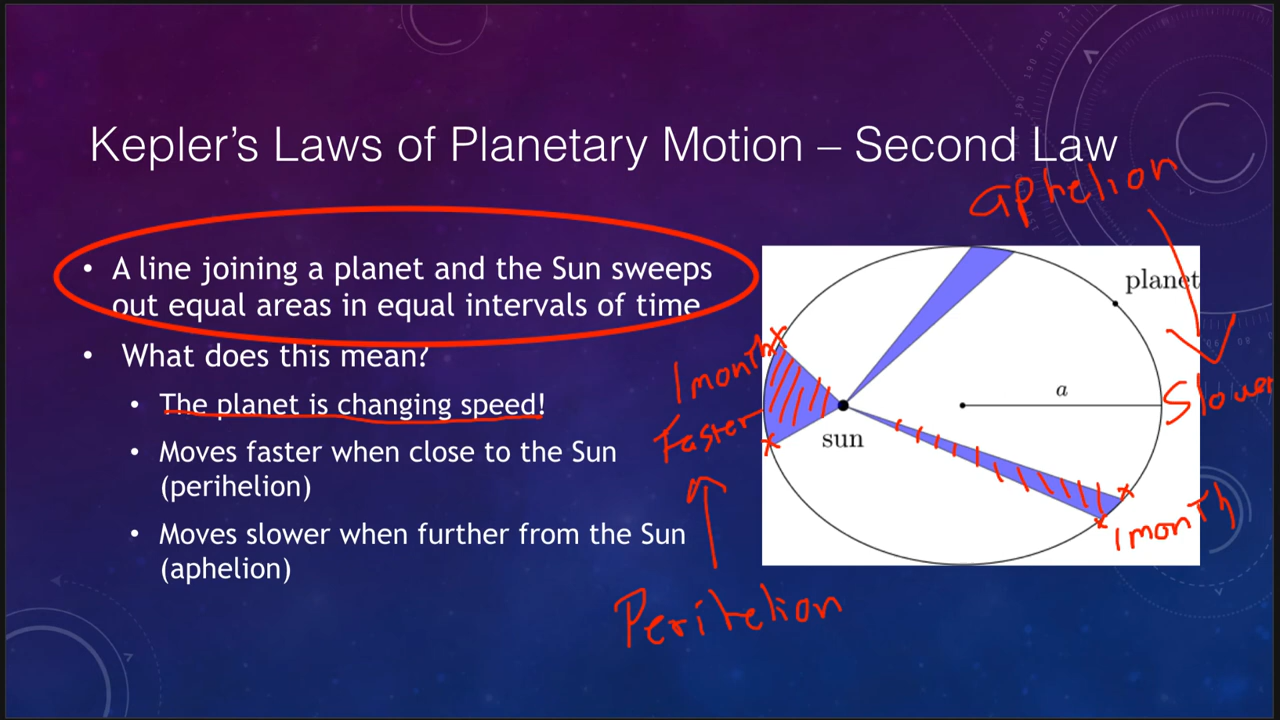 Kepler's Laws of Planetary Motion – Second Law
• A line joining a planet and the Sun sweeps
out equal areas in equal intervals of time
• What does this mean?
• The planet is changing speed!
• Moves faster when close to the Sun
(perihelion)
• Moves slower when further from the Sun
(aphelion)
aphelion
planet
1 month
Faster
a
Slower
sun
1 month
Perihelion